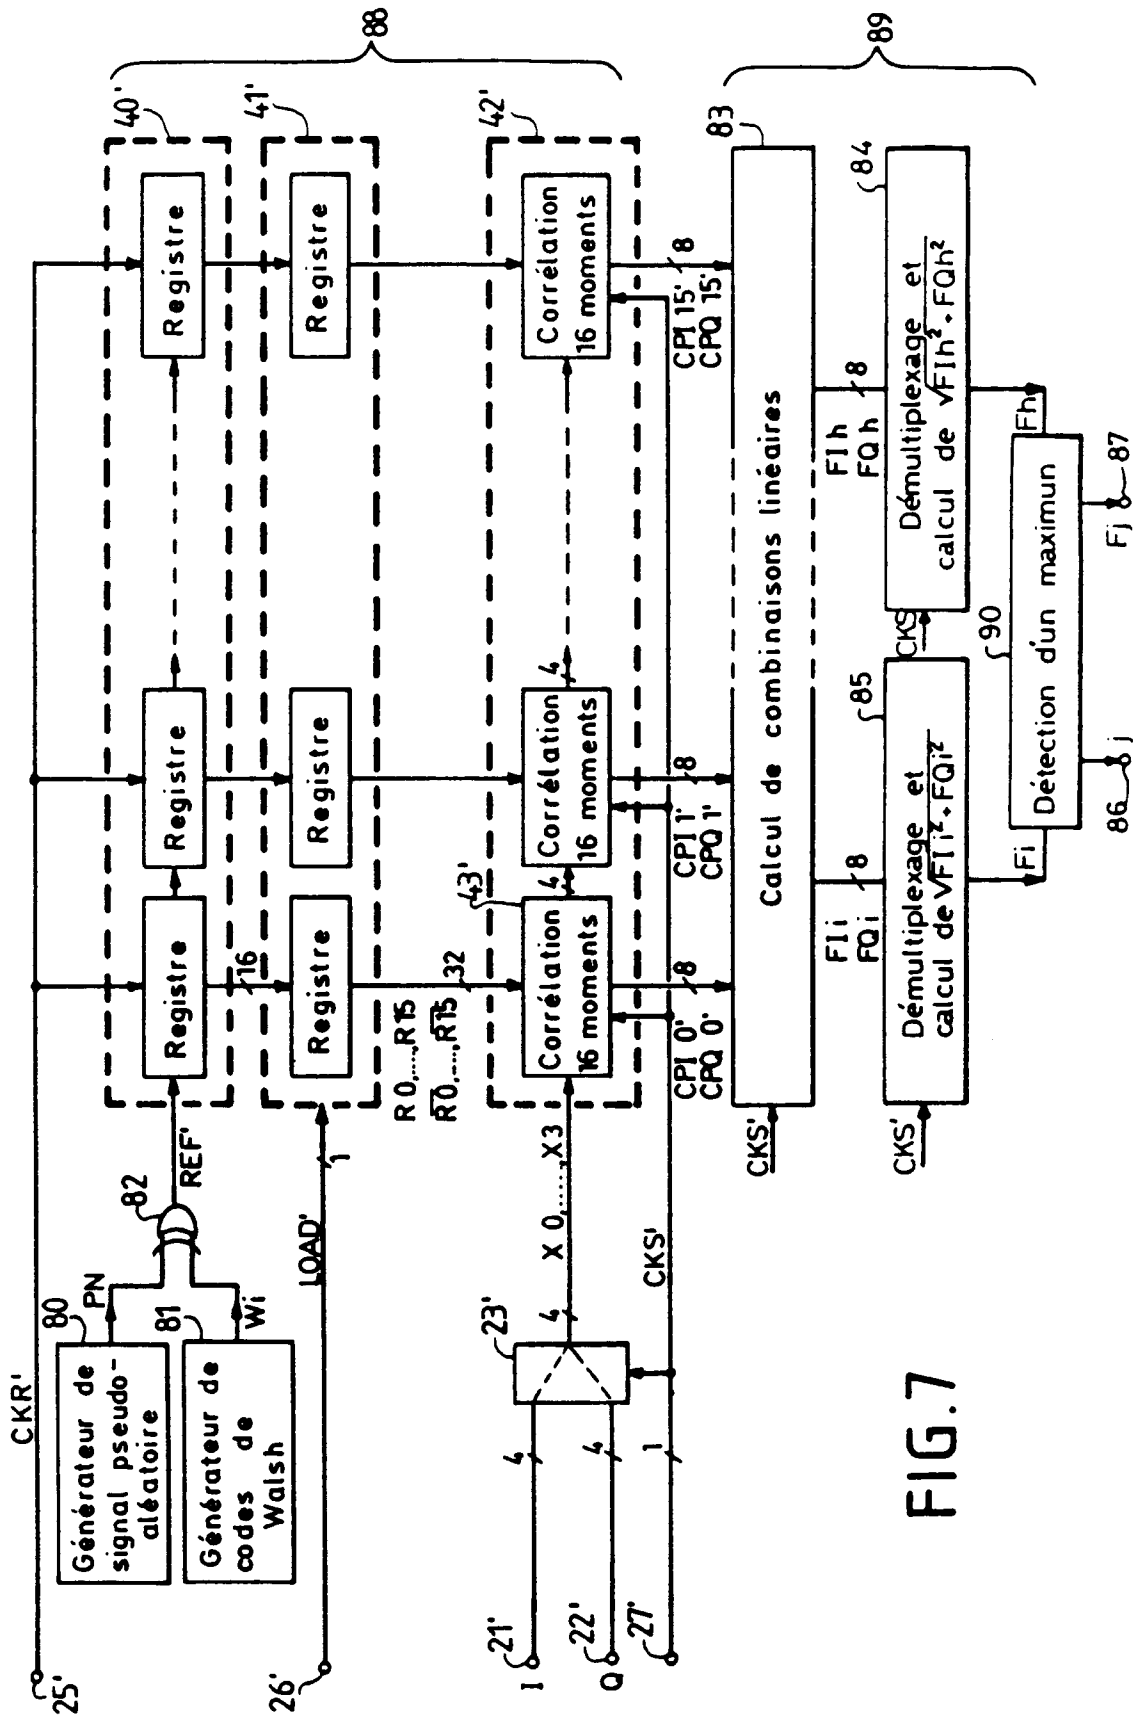 25'
CKR'
Générateur de
signal pseudo-
aléatoire
80
PN
Générateur de
codes de
Walsh
81
Wi
82
REF'
40'
Registre
Registre
Registre
16
26'
LOAD'
1
41'
Registre
Registre
Registre
88
R0,....,R15
R0,....,R15
32
21'
I
4
22'
Q
4
27'
1
23'
4
X0,.....,X3
CKS'
42'
43'
Corrélation
16 moments
4
Corrélation
16 moments
4
Corrélation
16 moments
CPI 0'
CPQ 0'
8
CPI 1'
CPQ 1'
8
CPI 15'
CPQ 15'
8
83
CKS'
Calcul de combinaisons linéaires
89
FIi
FQi
8
FIh
FQh
8
CKS'
85
Démultiplexage et
calcul de √FIi²+FQi²
CKS
84
Démultiplexage et
calcul de √FIh²+FQh²
Fi
Fh
90
Détection d'un maximun
86
j
Fj
87
FIG.7